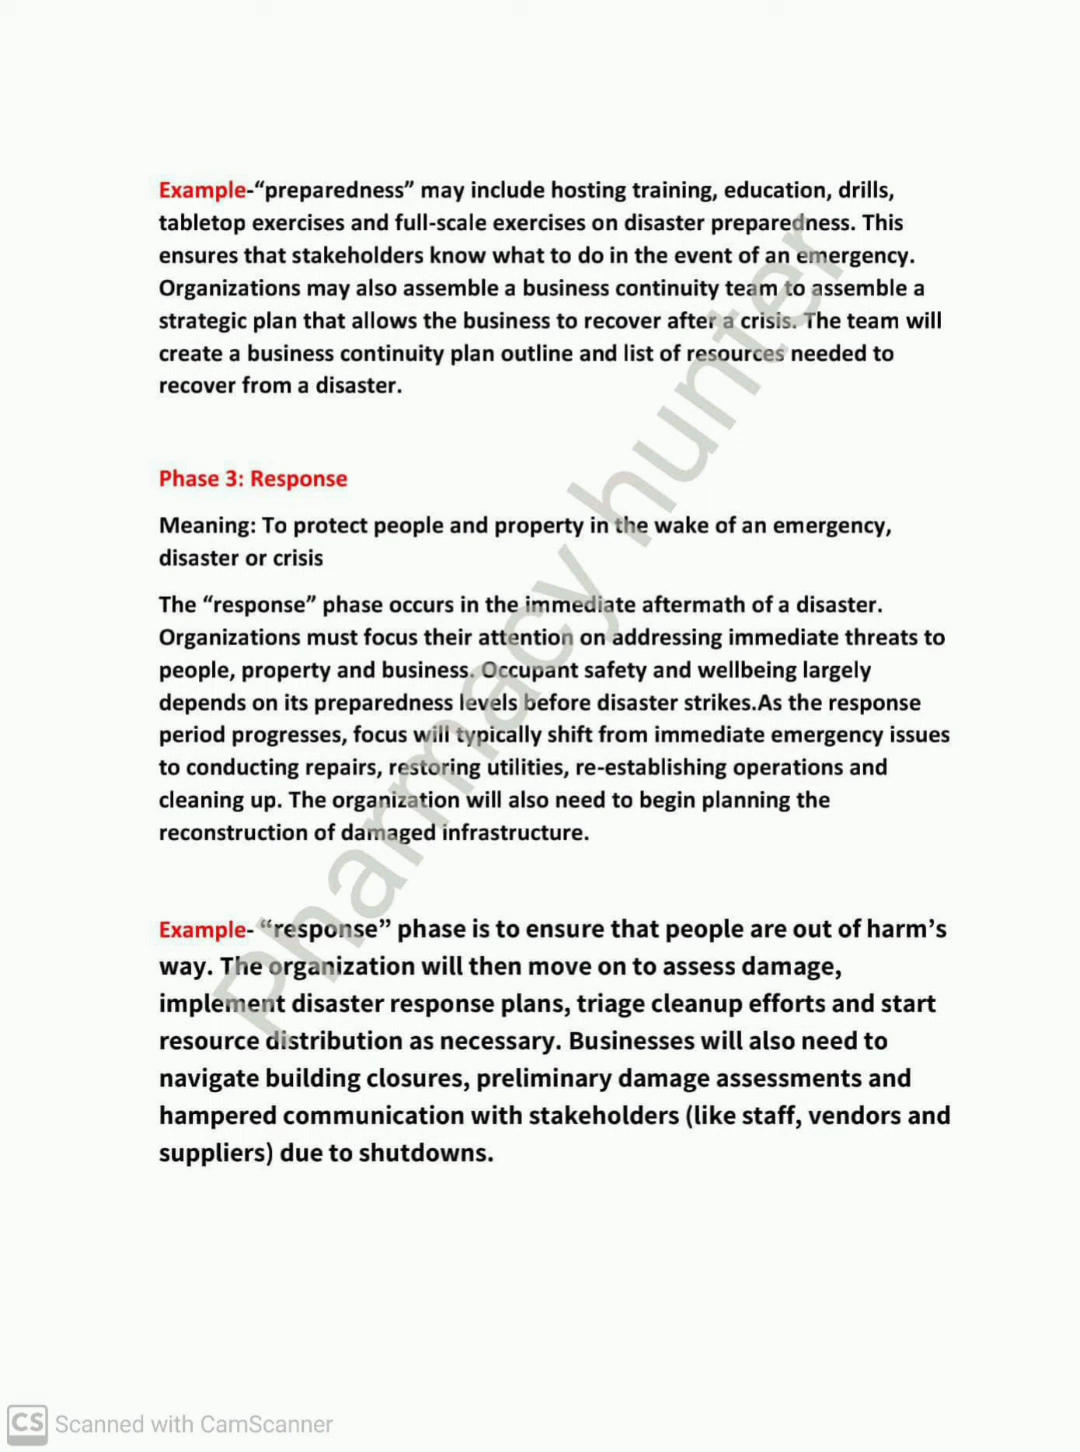 Example-“preparedness” may include hosting training, education, drills,
tabletop exercises and full-scale exercises on disaster preparedness. This
ensures that stakeholders know what to do in the event of an emergency.
Organizations may also assemble a business continuity team to assemble a
strategic plan that allows the business to recover after a crisis. The team will
create a business continuity plan outline and list of resources needed to
recover from a disaster.
Phase 3: Response
Meaning: To protect people and property in the wake of an emergency,
disaster or crisis
The “response” phase occurs in the immediate aftermath of a disaster.
Organizations must focus their attention on addressing immediate threats to
people, property and business. Occupant safety and wellbeing largely
depends on its preparedness levels before disaster strikes.As the response
period progresses, focus will typically shift from immediate emergency issues
to conducting repairs, restoring utilities, re-establishing operations and
cleaning up. The organization will also need to begin planning the
reconstruction of damaged infrastructure.
Example- “response” phase is to ensure that people are out of harm’s
way. The organization will then move on to assess damage,
implement disaster response plans, triage cleanup efforts and start
resource distribution as necessary. Businesses will also need to
navigate building closures, preliminary damage assessments and
hampered communication with stakeholders (like staff, vendors and
suppliers) due to shutdowns.
Pharmacy hunter
CS Scanned with CamScanner